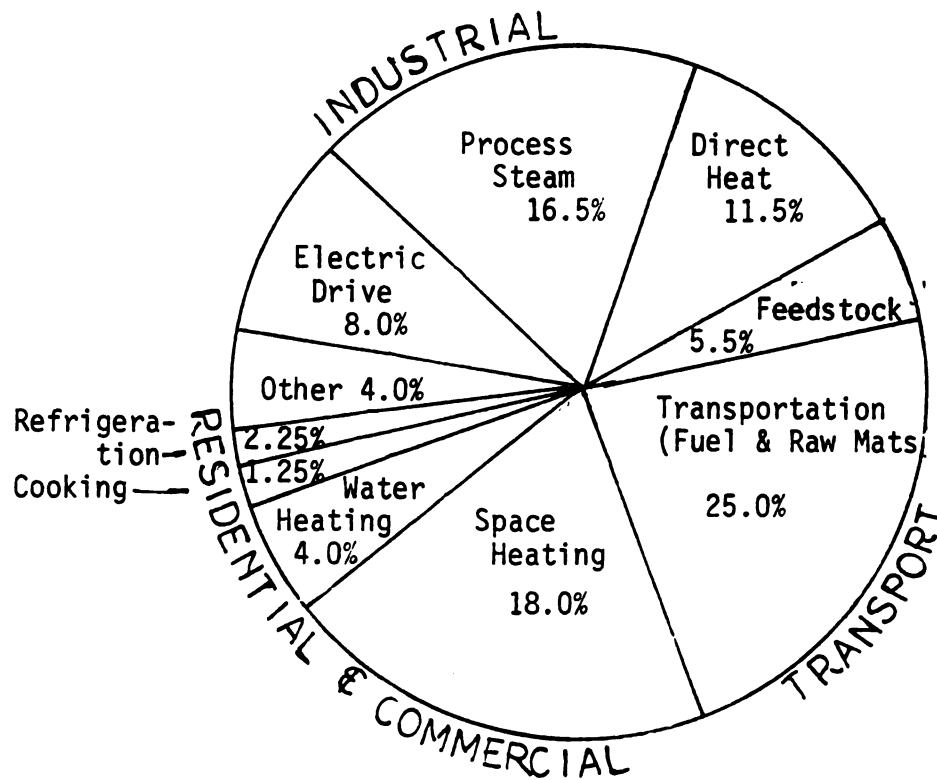 INDUSTRIAL
Process
Steam
16.5%
Direct
Heat
11.5%
Electric
Drive
8.0%
Feedstock
5.5%
Other 4.0%
Refrigera-
tion
2.25%
Cooking
1.25%
Water
Heating
4.0%
Space
Heating
18.0%
Transportation
(Fuel & Raw Mats
25.0%
RESIDENTIAL & COMMERCIAL
TRANSPORT